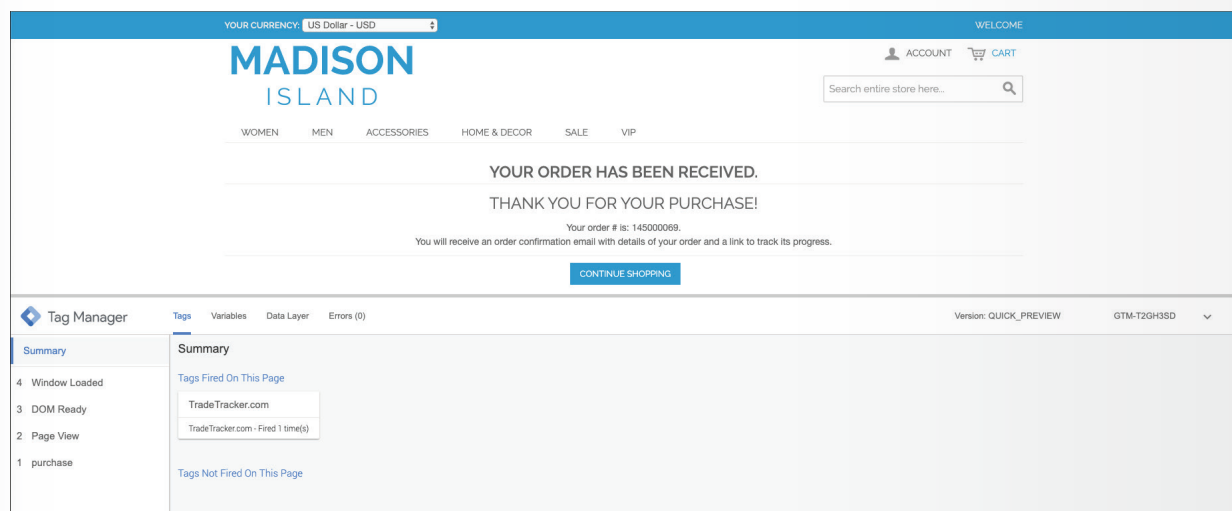 YOUR CURRENCY: US Dollar - USD WELCOME
MADISON
ISLAND
ACCOUNT CART
Search entire store here...
WOMEN MEN ACCESSORIES HOME & DECOR SALE VIP
YOUR ORDER HAS BEEN RECEIVED.
THANK YOU FOR YOUR PURCHASE!
Your order # is: 145000069.
You will receive an order confirmation email with details of your order and a link to track its progress.
CONTINUE SHOPPING
Tag Manager Tags Variables Data Layer Errors (0) Version: QUICK_PREVIEW GTM-T2GH3SD
Summary
4 Window Loaded
3 DOM Ready
2 Page View
1 purchase
Summary
Tags Fired On This Page
TradeTracker.com
TradeTracker.com - Fired 1 time(s)
Tags Not Fired On This Page